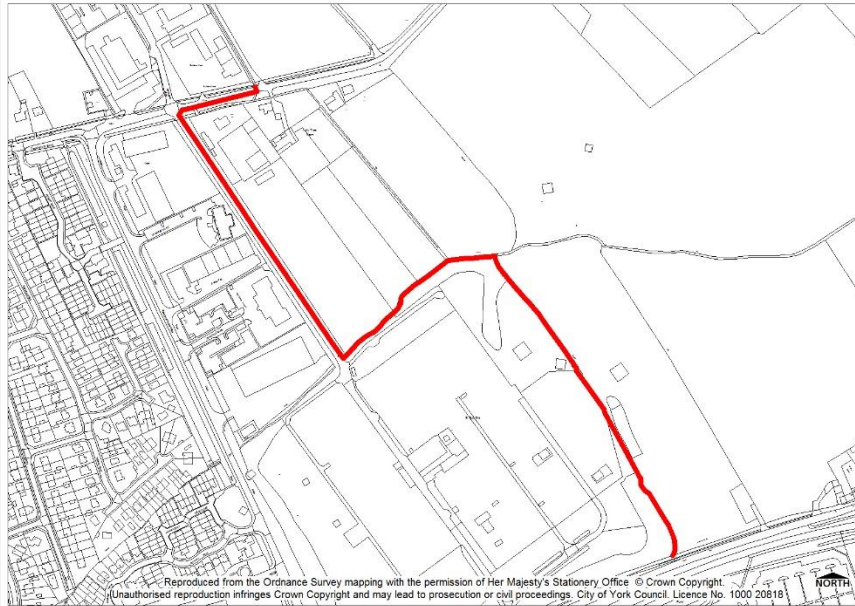 Reproduced from the Ordnance Survey mapping with the permission of Her Majesty's Stationery Office © Crown Copyright.
Unauthorised reproduction infringes Crown Copyright and may lead to prosecution or civil proceedings. City of York Council. Licence No. 1000 20818
NORTH